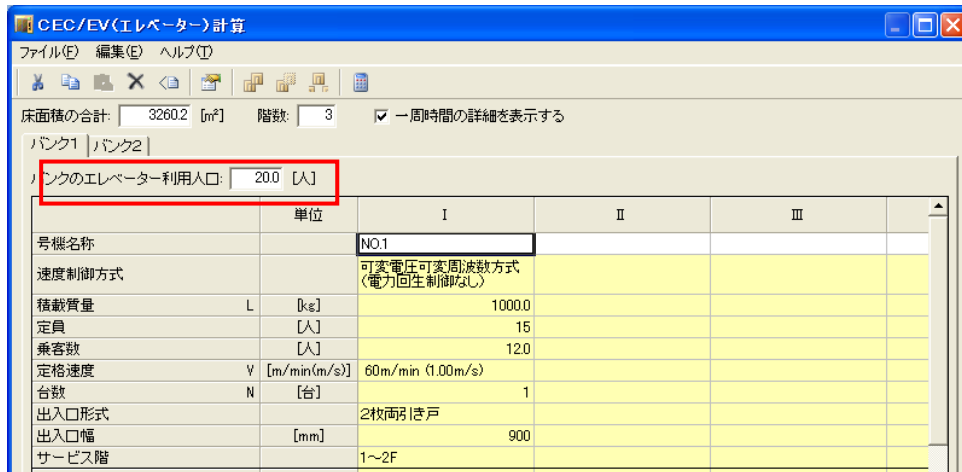 CEC/EV(エレベーター)計算
ファイル(F) 編集(E) ヘルプ(T)
床面積の合計: 3260.2 [m²] 階数: 3 一周時間の詳細を表示する
バンク1 バンク2
バンクのエレベーター利用人口: 20.0 [人]
単位 I II III
号機名称 NO.1
速度制御方式 可変電圧可変周波数方式
(電力回生制御なし)
積載質量 L [kg] 1000.0
定員 [人] 15
乗客数 [人] 12.0
定格速度 V [m/min(m/s)] 60m/min (1.00m/s)
台数 N [台] 1
出入口形式 2枚両引き戸
出入口幅 [mm] 900
サービス階 1～2F